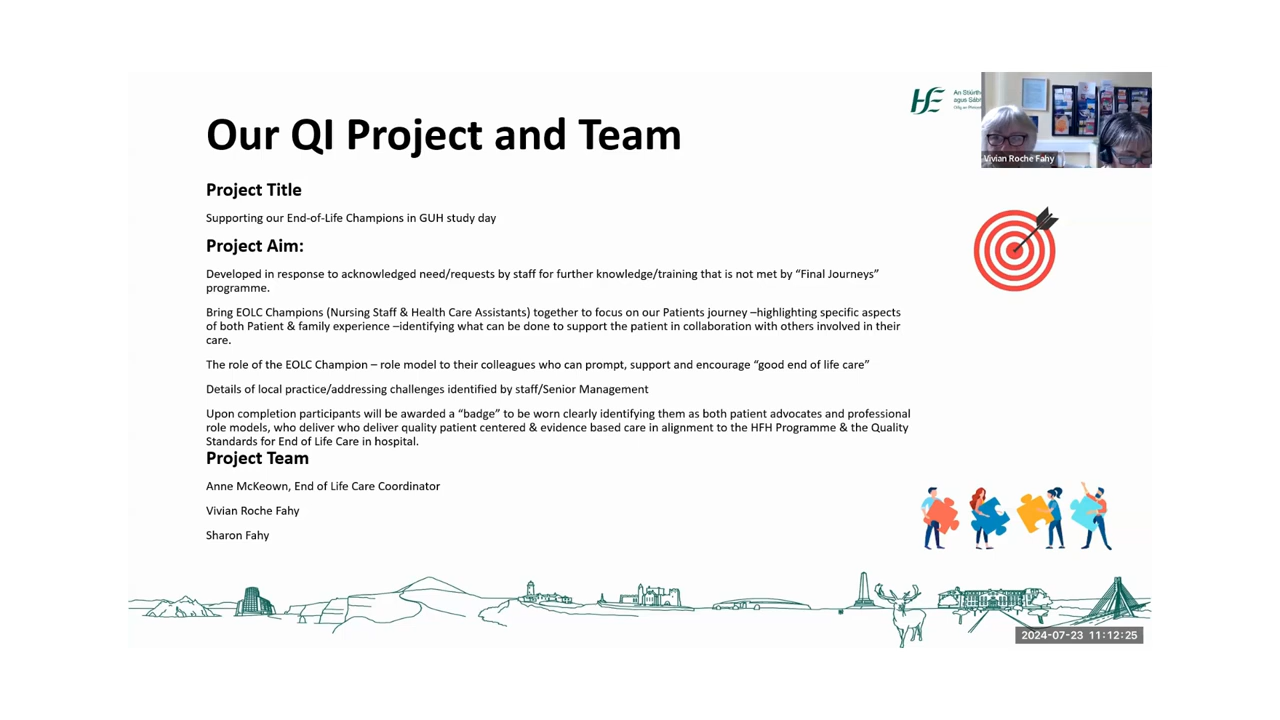 Our QI Project and Team
An Stiúrth
agus Sábh
Vivian Roche Fahy
Project Title
Supporting our End-of-Life Champions in GUH study day
Project Aim:
Developed in response to acknowledged need/requests by staff for further knowledge/training that is not met by “Final Journeys”
programme.
Bring EOLC Champions (Nursing Staff & Health Care Assistants) together to focus on our Patients journey –highlighting specific aspects
of both Patient & family experience –identifying what can be done to support the patient in collaboration with others involved in their
care.
The role of the EOLC Champion – role model to their colleagues who can prompt, support and encourage “good end of life care”
Details of local practice/addressing challenges identified by staff/Senior Management
Upon completion participants will be awarded a “badge” to be worn clearly identifying them as both patient advocates and professional
role models, who deliver who deliver quality patient centered & evidence based care in alignment to the HFH Programme & the Quality
Standards for End of Life Care in hospital.
Project Team
Anne McKeown, End of Life Care Coordinator
Vivian Roche Fahy
Sharon Fahy
2024-07-23 11:12:25